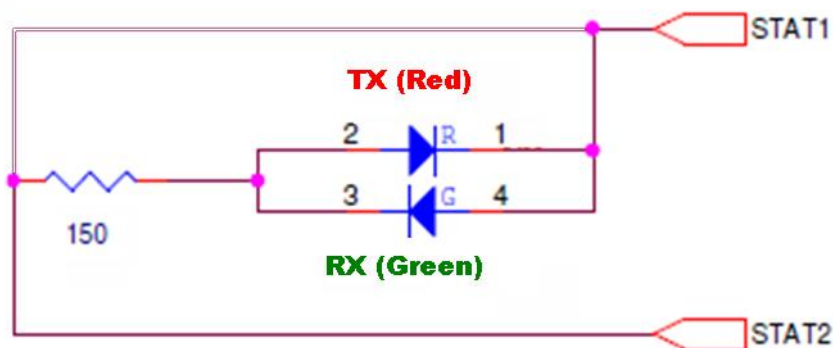 STAT1
TX (Red)
2 R 1
3 G 4
150
RX (Green)
STAT2